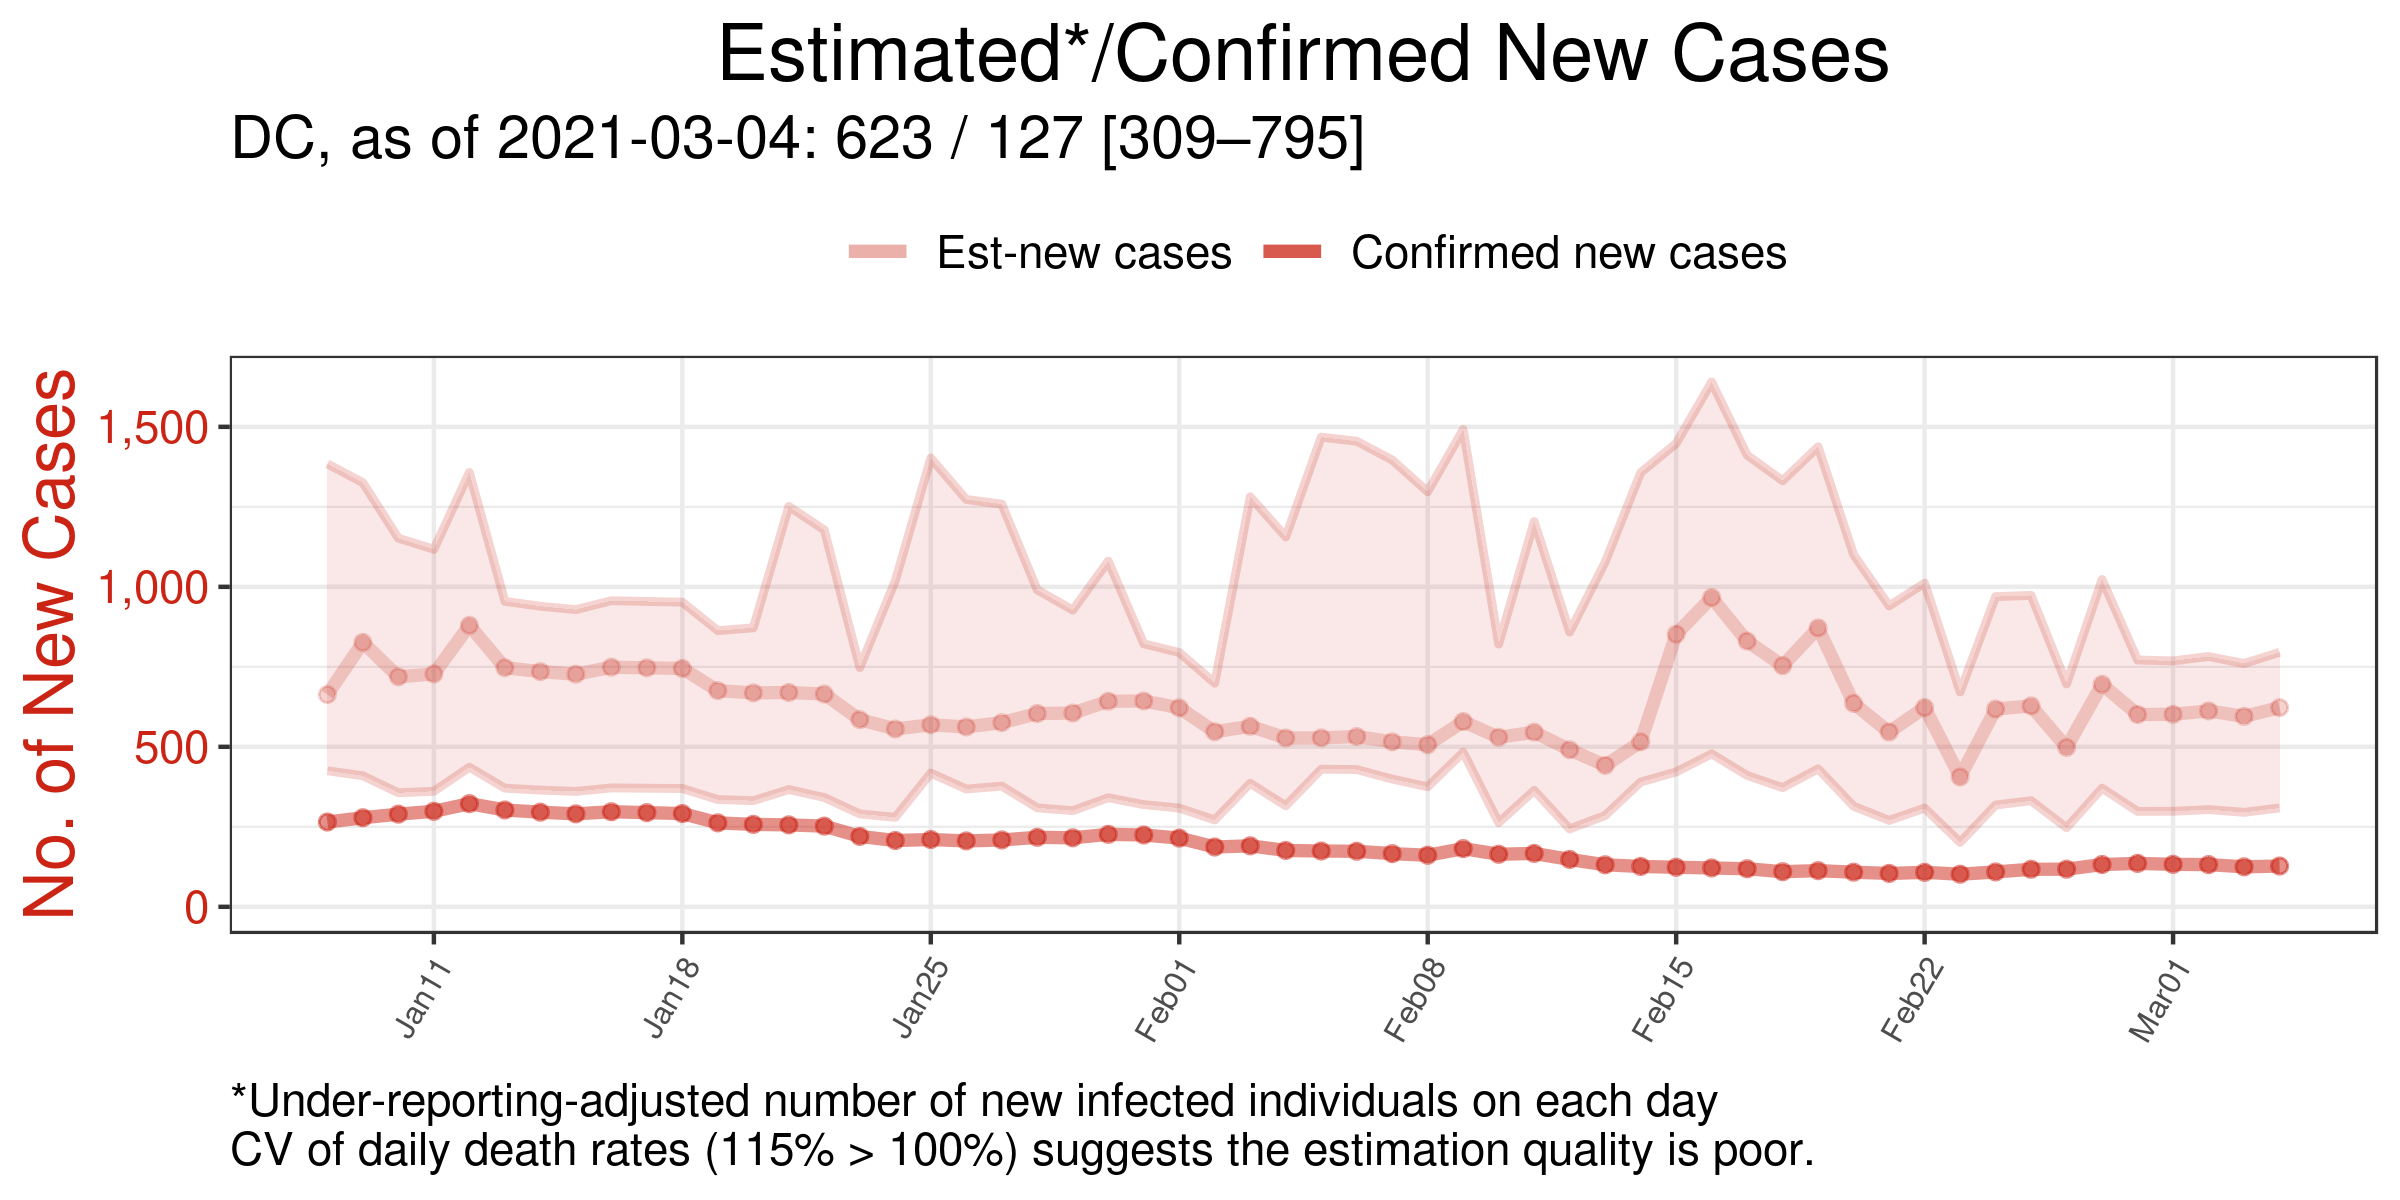 Estimated*/Confirmed New Cases
DC, as of 2021-03-04: 623 / 127 [309–795]
Est-new cases Confirmed new cases
No. of New Cases
1,500
1,000
500
0
Jan11 Jan18 Jan25 Feb01 Feb08 Feb15 Feb22 Mar01
*Under-reporting-adjusted number of new infected individuals on each day
CV of daily death rates (115% > 100%) suggests the estimation quality is poor.